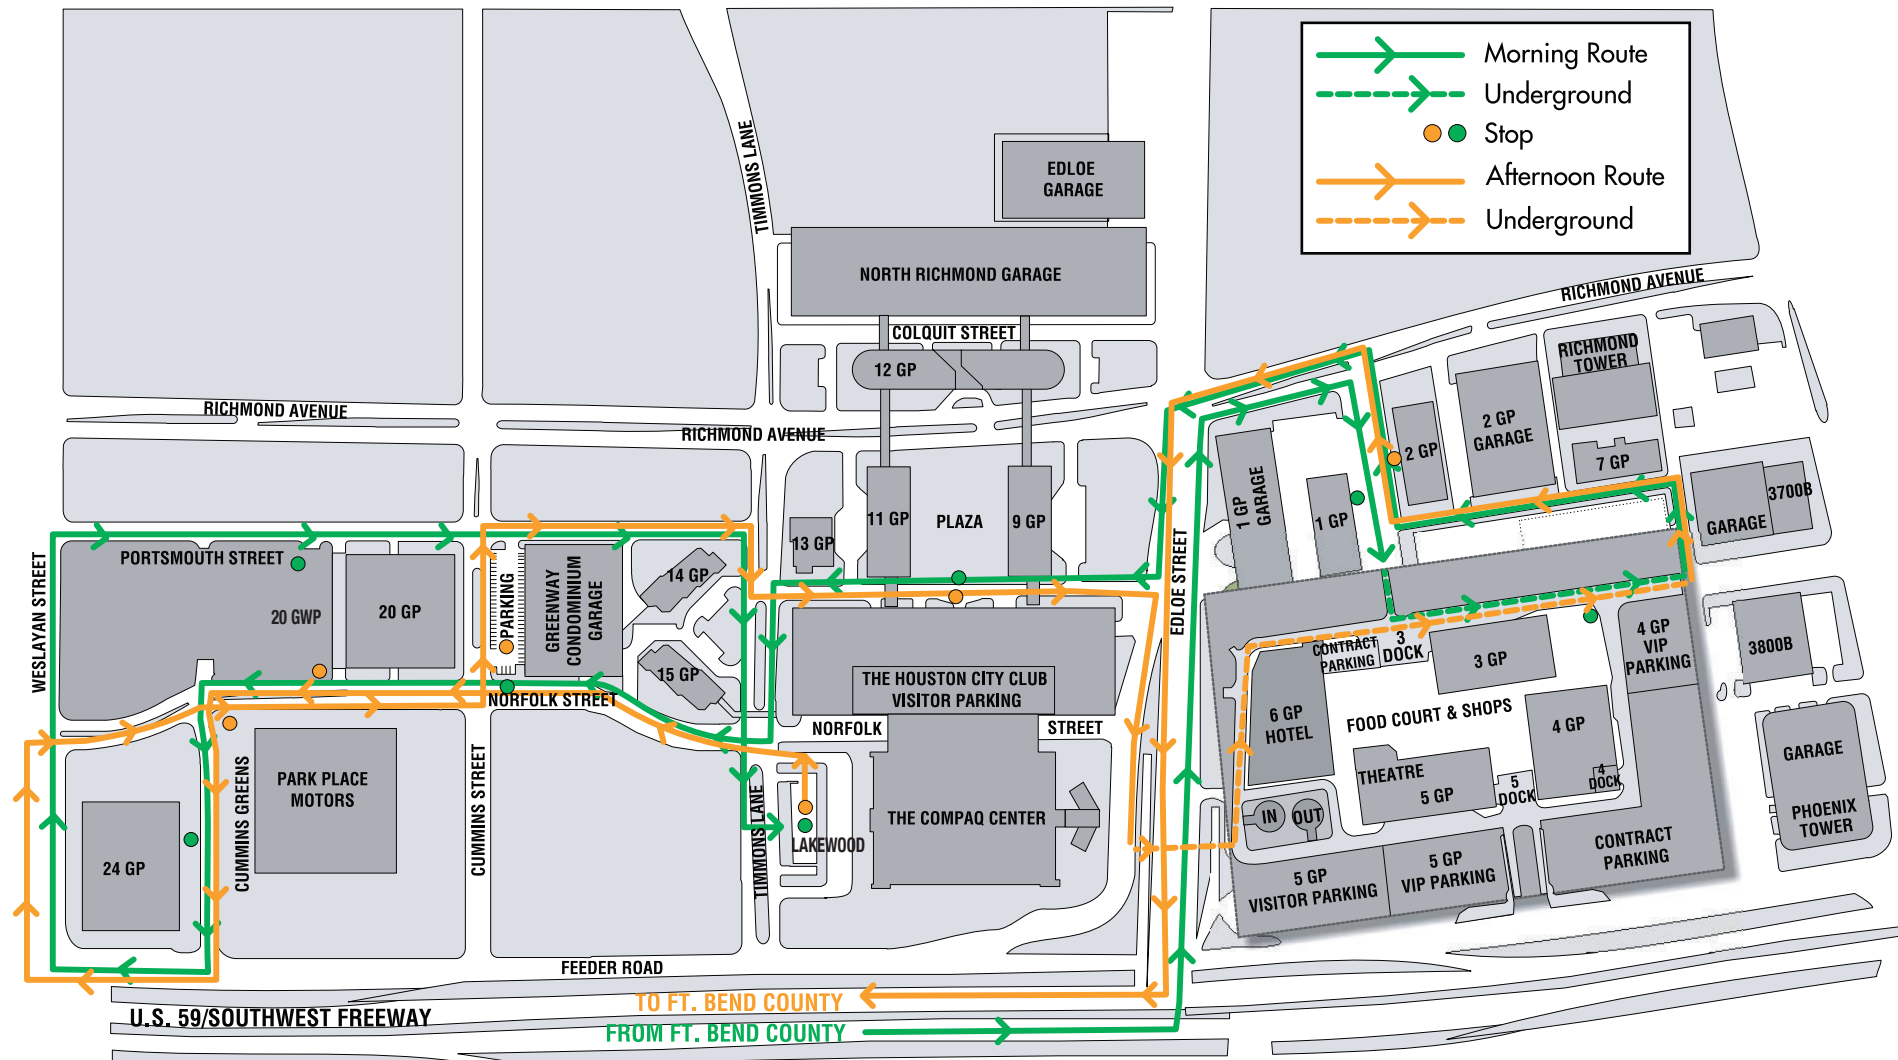 Morning Route
Underground
Stop
Afternoon Route
Underground
TIMMONS LANE
EDLOE
GARAGE
NORTH RICHMOND GARAGE
COLQUIT STREET
12 GP
RICHMOND AVENUE
RICHMOND AVENUE
RICHMOND AVENUE
RICHMOND
TOWER
2 GP
2 GP
GARAGE
7 GP
3700B
GARAGE
1 GP
GARAGE
1 GP
11 GP
PLAZA
9 GP
13 GP
EDLOE STREET
WESLAYAN STREET
PORTSMOUTH STREET
20 GWP
20 GP
PARKING
GREENWAY
CONDOMINIUM
GARAGE
14 GP
15 GP
NORFOLK STREET
THE HOUSTON CITY CLUB
VISITOR PARKING
NORFOLK
STREET
CONTRACT
PARKING
3
DOCK
3 GP
4 GP
VIP
PARKING
3800B
6 GP
HOTEL
FOOD COURT & SHOPS
4 GP
THEATRE
5 GP
5
DOCK
4
DOCK
GARAGE
PHOENIX
TOWER
IN
OUT
CONTRACT
PARKING
5 GP
VISITOR PARKING
5 GP
VIP PARKING
PARK PLACE
MOTORS
CUMMINS GREENS
CUMMINS STREET
24 GP
TIMMONS LANE
LAKEWOOD
THE COMPAQ CENTER
FEEDER ROAD
TO FT. BEND COUNTY
U.S. 59/SOUTHWEST FREEWAY
FROM FT. BEND COUNTY